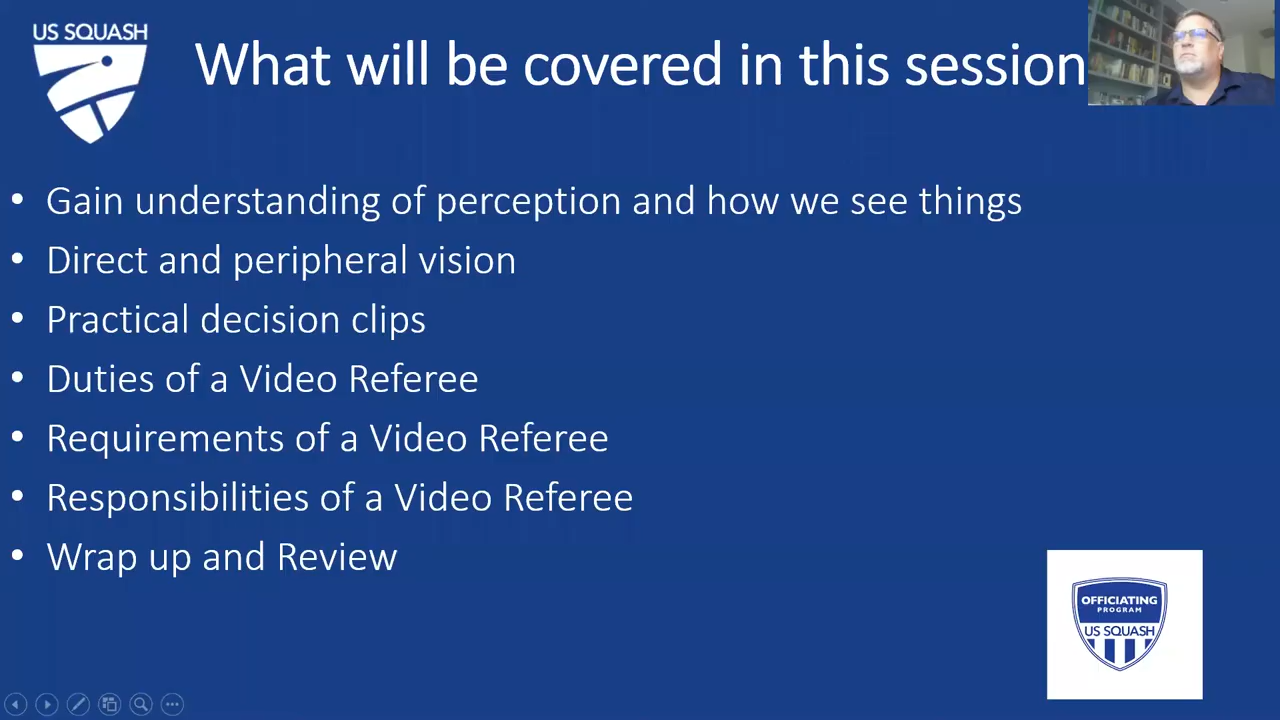 US SQUASH
What will be covered in this session
• Gain understanding of perception and how we see things
• Direct and peripheral vision
• Practical decision clips
• Duties of a Video Referee
• Requirements of a Video Referee
• Responsibilities of a Video Referee
• Wrap up and Review
OFFICIATING
PROGRAM
US SQUASH